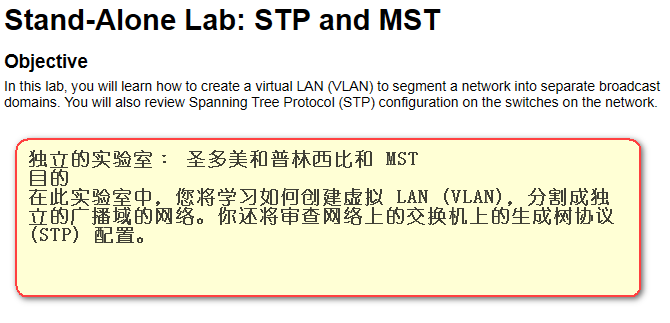 Stand-Alone Lab: STP and MST
Objective
In this lab, you will learn how to create a virtual LAN (VLAN) to segment a network into separate broadcast
domains. You will also review Spanning Tree Protocol (STP) configuration on the switches on the network.
独立的实验室： 圣多美和普林西比和 MST
目的
在此实验室中，您将学习如何创建虚拟 LAN (VLAN)，分割成独
立的广播域的网络。你还将审查网络上的交换机上的生成树协议
(STP) 配置。